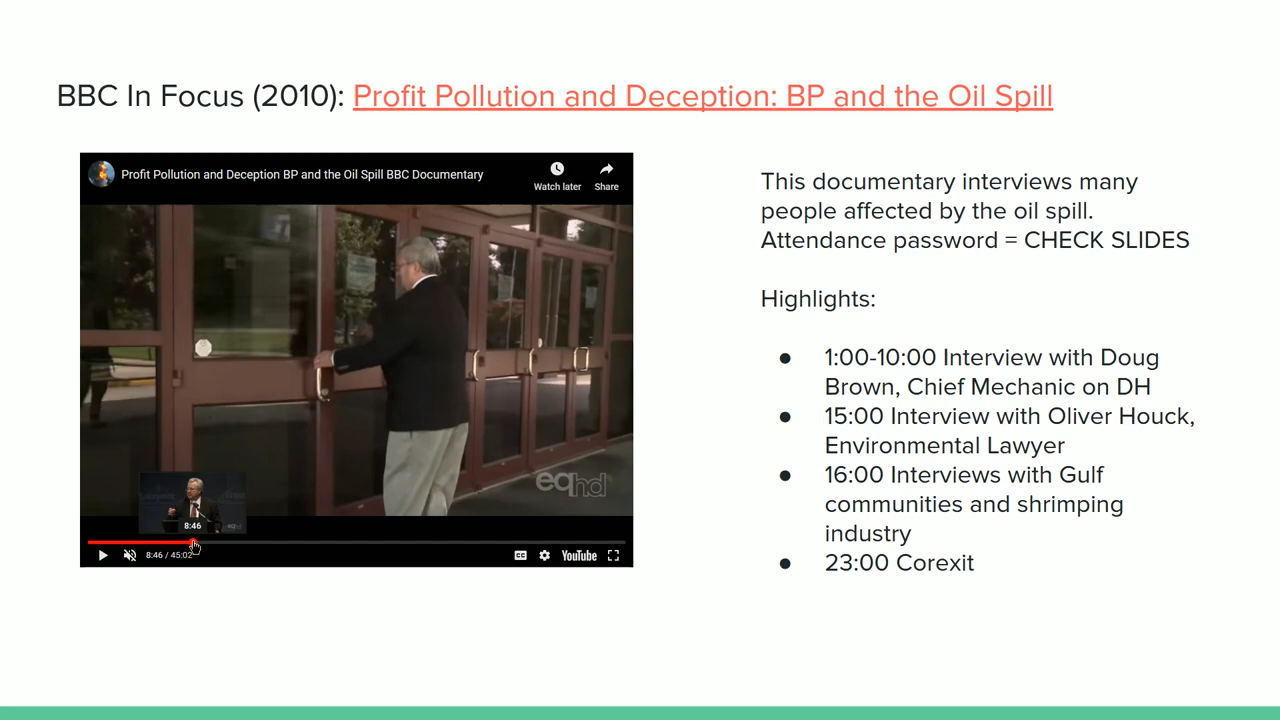 BBC In Focus (2010): Profit Pollution and Deception: BP and the Oil Spill
Profit Pollution and Deception BP and the Oil Spill BBC Documentary
Watch later
Share
eqhd
8:46
8:46 / 45:02
CC
YouTube
This documentary interviews many
people affected by the oil spill.
Attendance password = CHECK SLIDES
Highlights:
● 1:00-10:00 Interview with Doug
Brown, Chief Mechanic on DH
● 15:00 Interview with Oliver Houck,
Environmental Lawyer
● 16:00 Interviews with Gulf
communities and shrimping
industry
● 23:00 Corexit